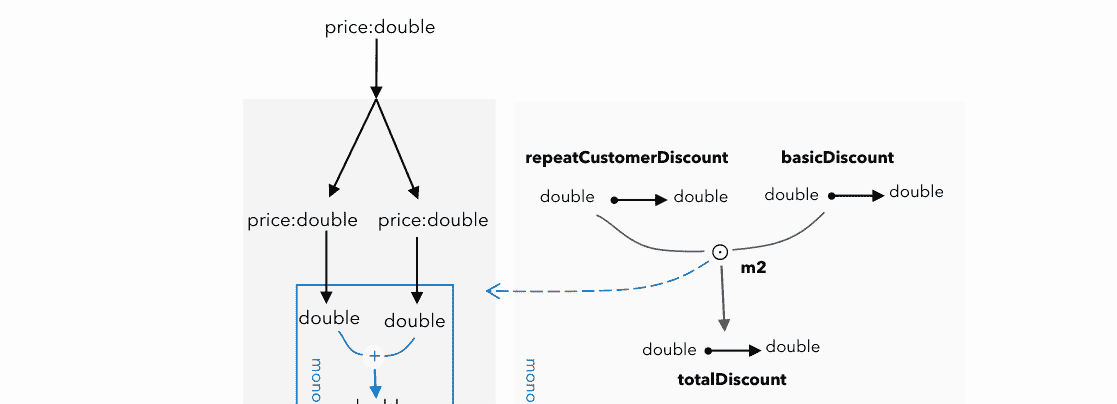 price:double
repeatCustomerDiscount
basicDiscount
double
double
double
double
price:double
price:double
m2
double
double
+
double
double
totalDiscount
mono
mono